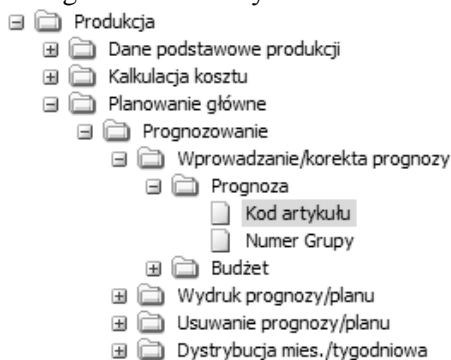 Produkcja
Dane podstawowe produkcji
Kalkulacja kosztu
Planowanie główne
Prognozowanie
Wprowadzanie/korekta prognozy
Prognoza
Kod artykułu
Numer Grupy
Budżet
Wydruk prognozy/planu
Usuwanie prognozy/planu
Dystrybucja mies./tygodniowa